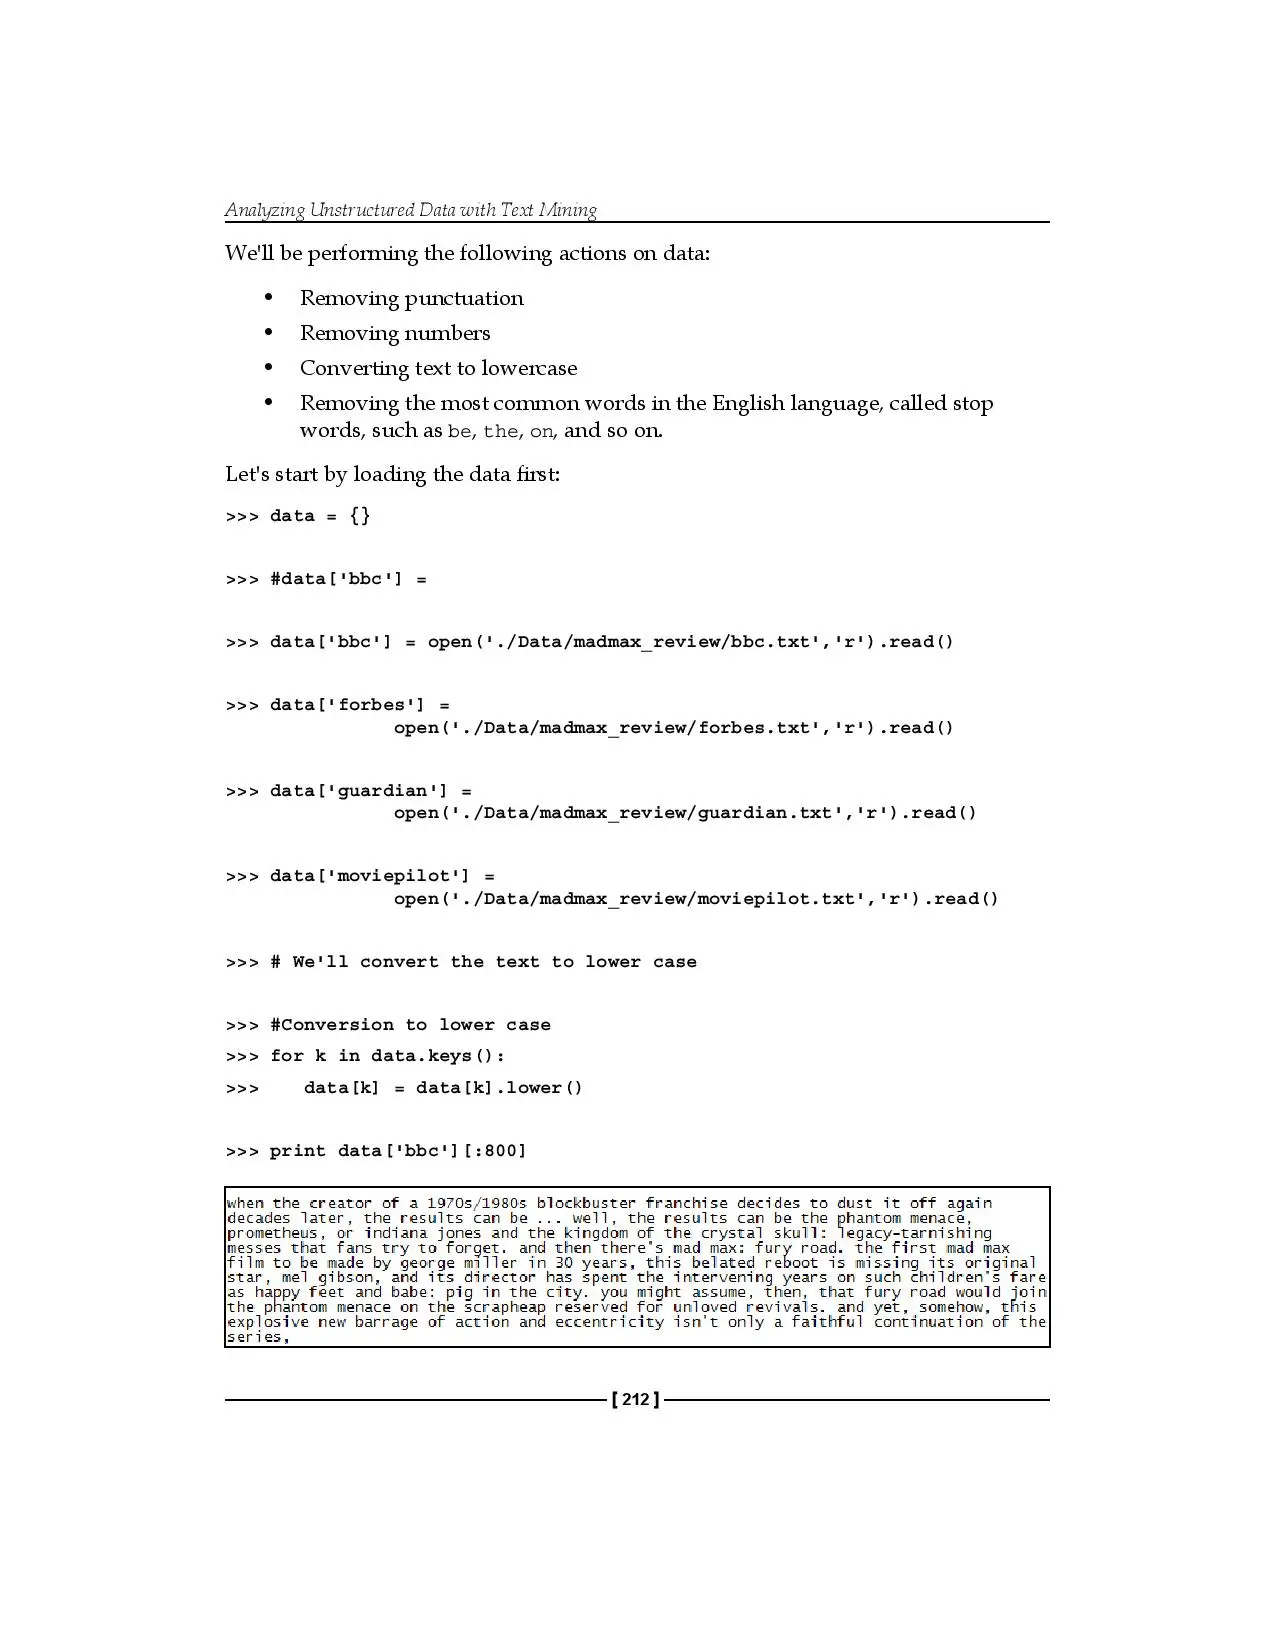 Analyzing Unstructured Data with Text Mining
We'll be performing the following actions on data:
• Removing punctuation
• Removing numbers
• Converting text to lowercase
• Removing the most common words in the English language, called stop
words, such as be, the, on, and so on.
Let's start by loading the data first:
>>> data = {}
>>> #data['bbc'] =
>>> data['bbc'] = open('./Data/madmax_review/bbc.txt','r').read()
>>> data['forbes'] =
open('./Data/madmax_review/forbes.txt','r').read()
>>> data['guardian'] =
open('./Data/madmax_review/guardian.txt','r').read()
>>> data['moviepilot'] =
open('./Data/madmax_review/moviepilot.txt','r').read()
>>> # We'll convert the text to lower case
>>> #Conversion to lower case
>>> for k in data.keys():
>>>    data[k] = data[k].lower()
>>> print data['bbc'][:800]
when the creator of a 1970s/1980s blockbuster franchise decides to dust it off again
decades later, the results can be ... well, the results can be the phantom menace,
prometheus, or indiana jones and the kingdom of the crystal skull: legacy-tarnishing
messes that fans try to forget. and then there's mad max: fury road. the first mad max
film to be made by george miller in 30 years, this belated reboot is missing its original
star, mel gibson, and its director has spent the intervening years on such children's fare
as happy feet and babe: pig in the city. you might assume, then, that fury road would join
the phantom menace on the scrapheap reserved for unloved revivals. and yet, somehow, this
explosive new barrage of action and eccentricity isn't only a faithful continuation of the
series,
[ 212 ]